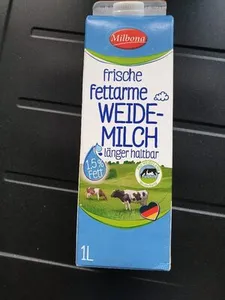 Milbona
frische
fettarme
WEIDE-
MILCH
länger haltbar
1,5%
Fett
1L